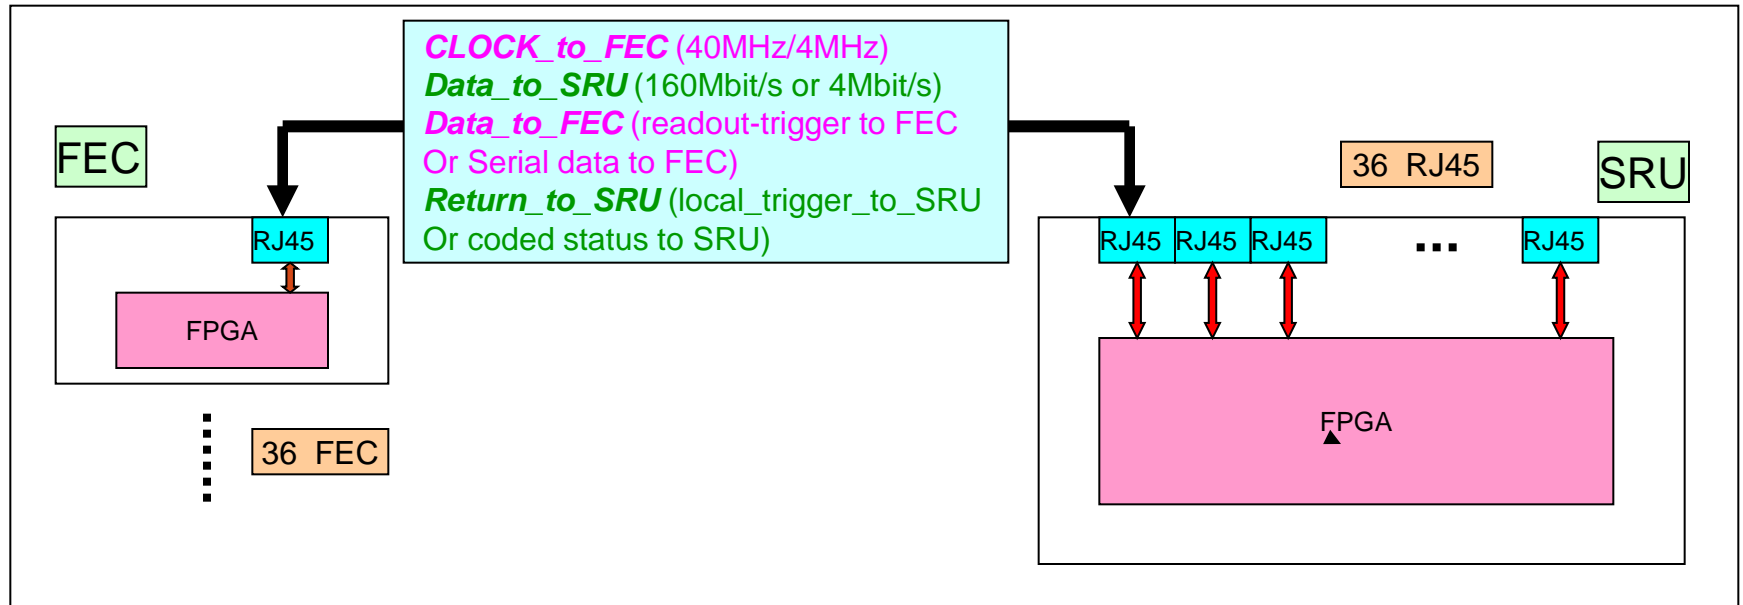 CLOCK_to_FEC (40MHz/4MHz)
Data_to_SRU (160Mbit/s or 4Mbit/s)
Data_to_FEC (readout-trigger to FEC
Or Serial data to FEC)
Return_to_SRU (local_trigger_to_SRU
Or coded status to SRU)
FEC
36 RJ45
SRU
RJ45
RJ45 RJ45 RJ45 ... RJ45
FPGA
FPGA
36 FEC